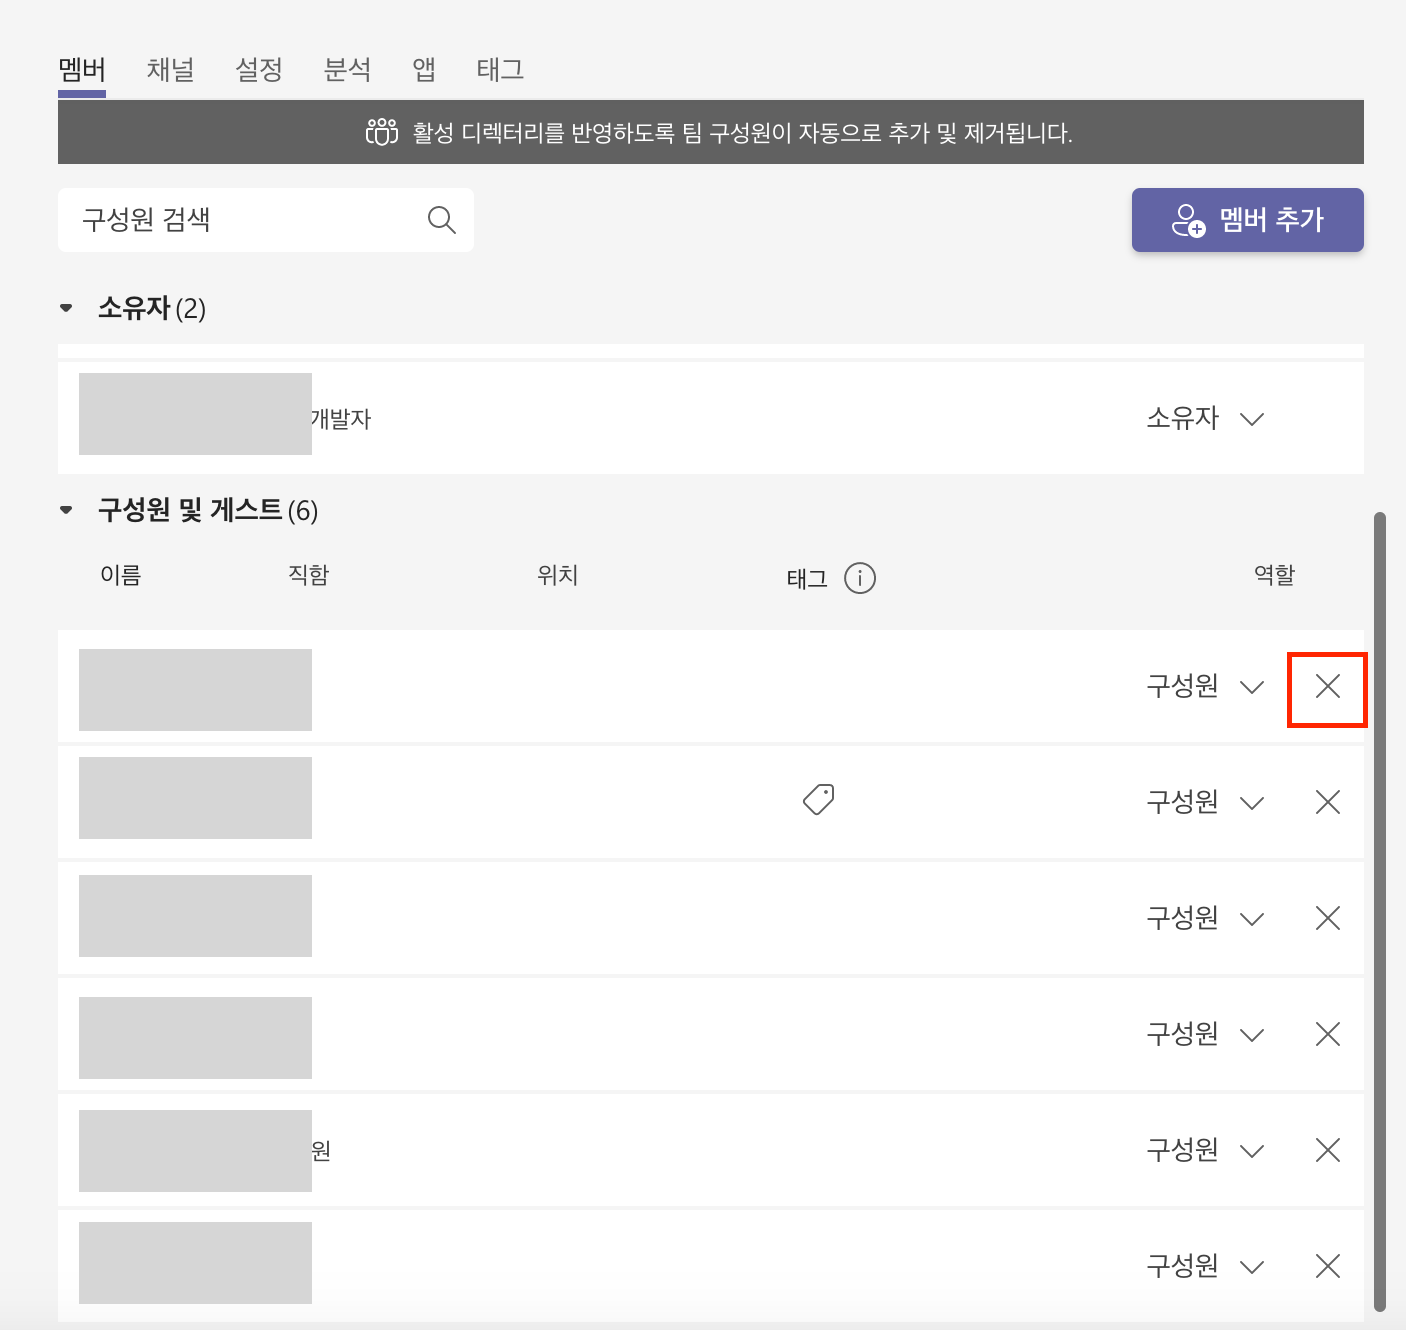 멤버 채널 설정 분석 앱 태그
활성 디렉터리를 반영하도록 팀 구성원이 자동으로 추가 및 제거됩니다.
구성원 검색
멤버 추가
소유자 (2)
개발자 소유자
구성원 및 게스트 (6)
이름 직함 위치 태그 역할
구성원
구성원
구성원
구성원
원 구성원
구성원